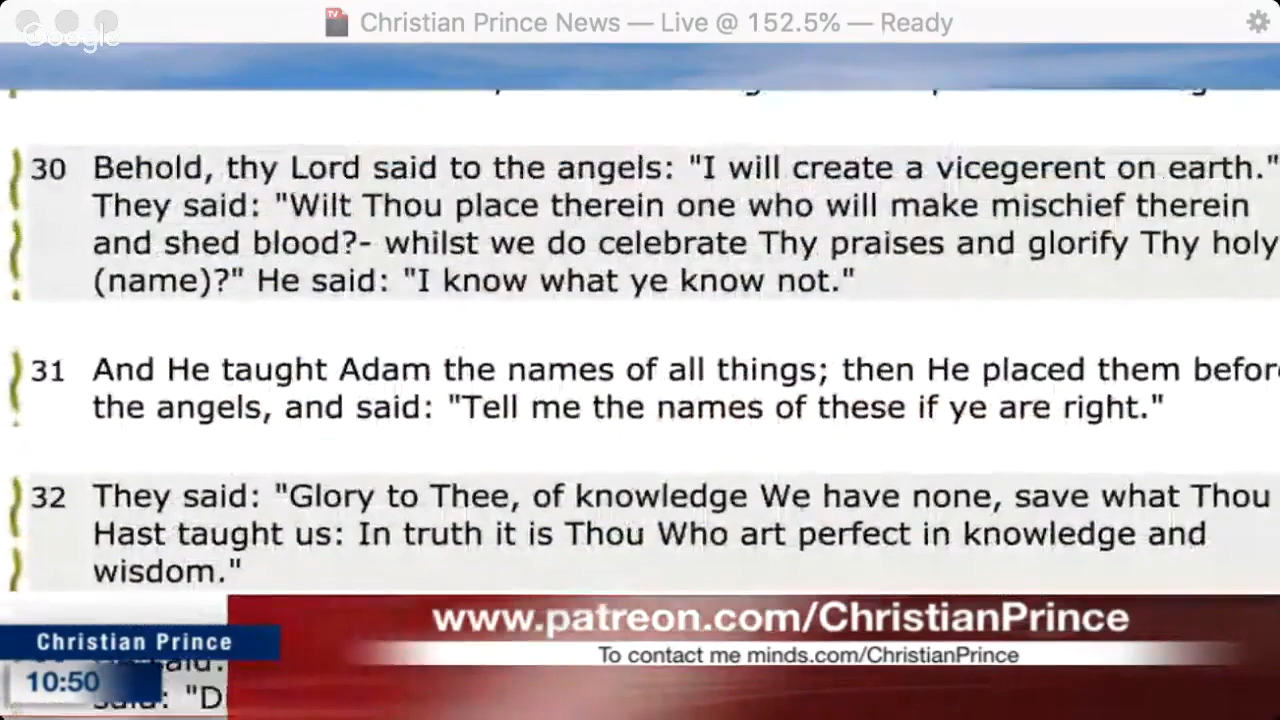 Christian Prince News — Live @ 152.5% — Ready
Google
30 Behold, thy Lord said to the angels: "I will create a vicegerent on earth."
They said: "Wilt Thou place therein one who will make mischief therein
and shed blood?- whilst we do celebrate Thy praises and glorify Thy holy
(name)?" He said: "I know what ye know not."
31 And He taught Adam the names of all things; then He placed them before
the angels, and said: "Tell me the names of these if ye are right."
32 They said: "Glory to Thee, of knowledge We have none, save what Thou
Hast taught us: In truth it is Thou Who art perfect in knowledge and
wisdom."
www.patreon.com/ChristianPrince
Christian Prince
To contact me minds.com/ChristianPrince
said:
10:50
said: "D